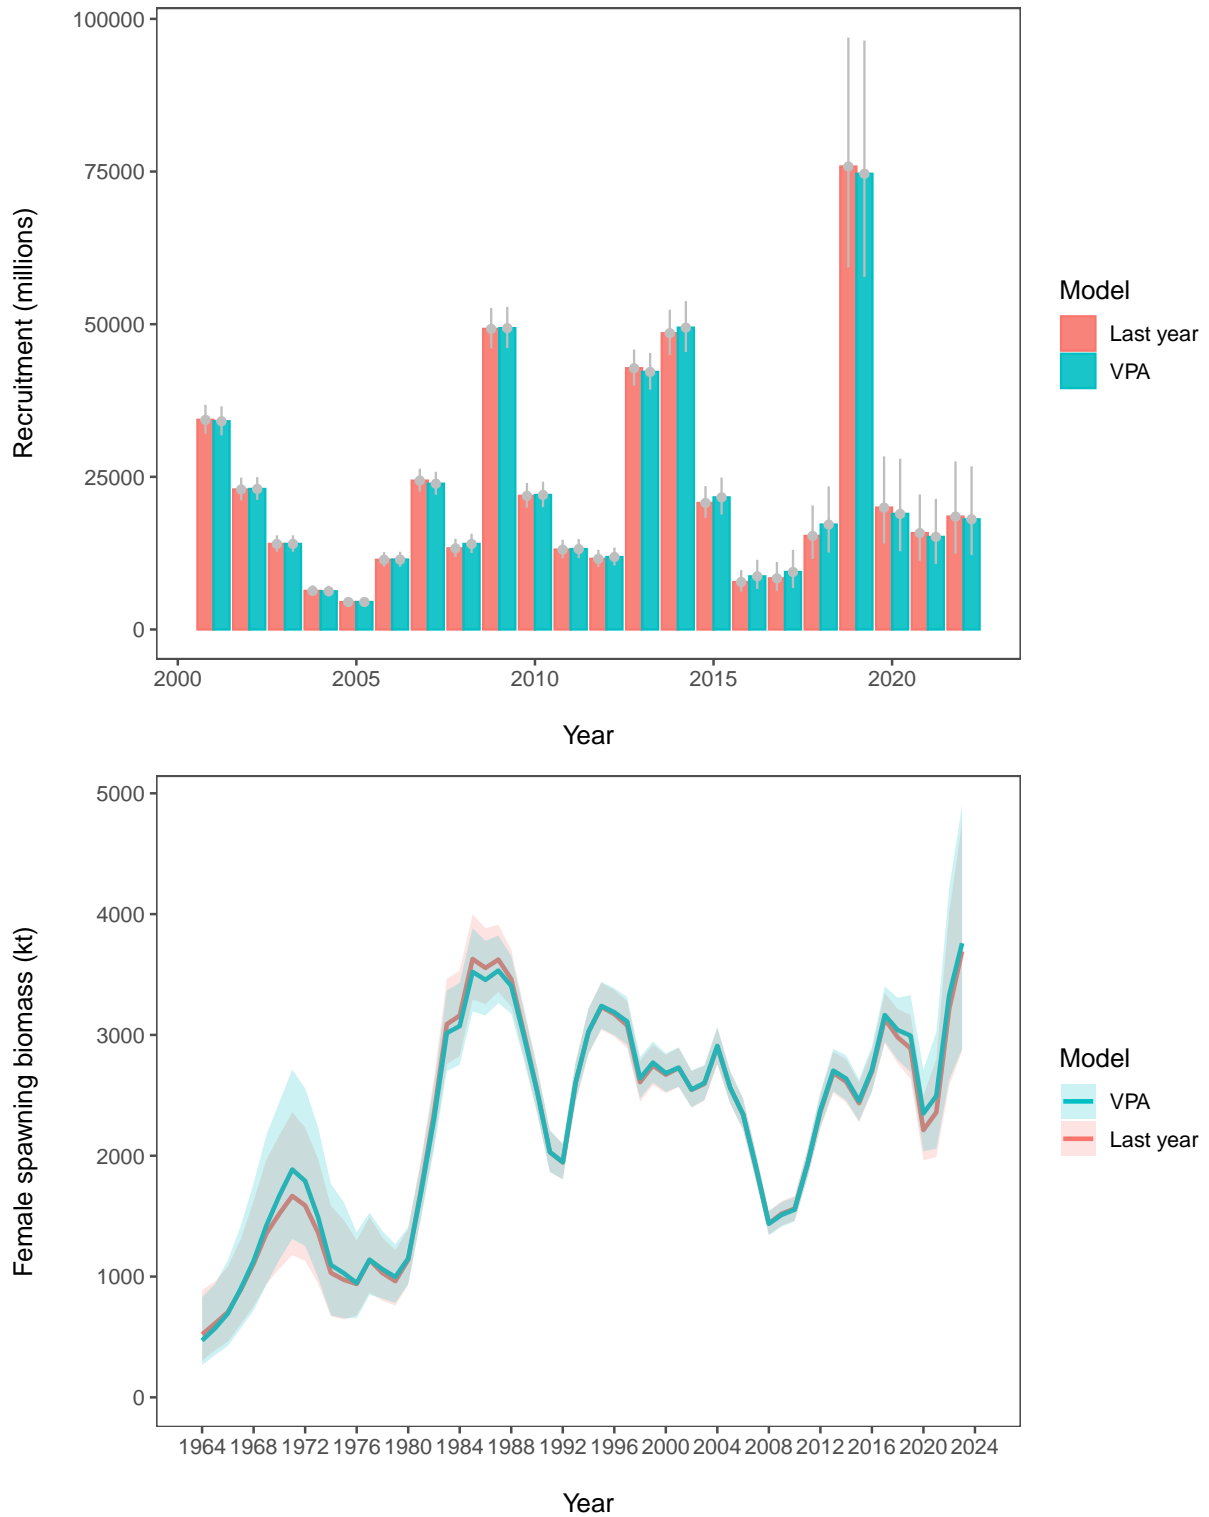 100000
75000
50000
25000
0
Recruitment (millions)
2000 2005 2010 2015 2020
Year
Model
Last year
VPA
5000
4000
3000
2000
1000
0
Female spawning biomass (kt)
1964 1968 1972 1976 1980 1984 1988 1992 1996 2000 2004 2008 2012 2016 2020 2024
Year
Model
VPA
Last year